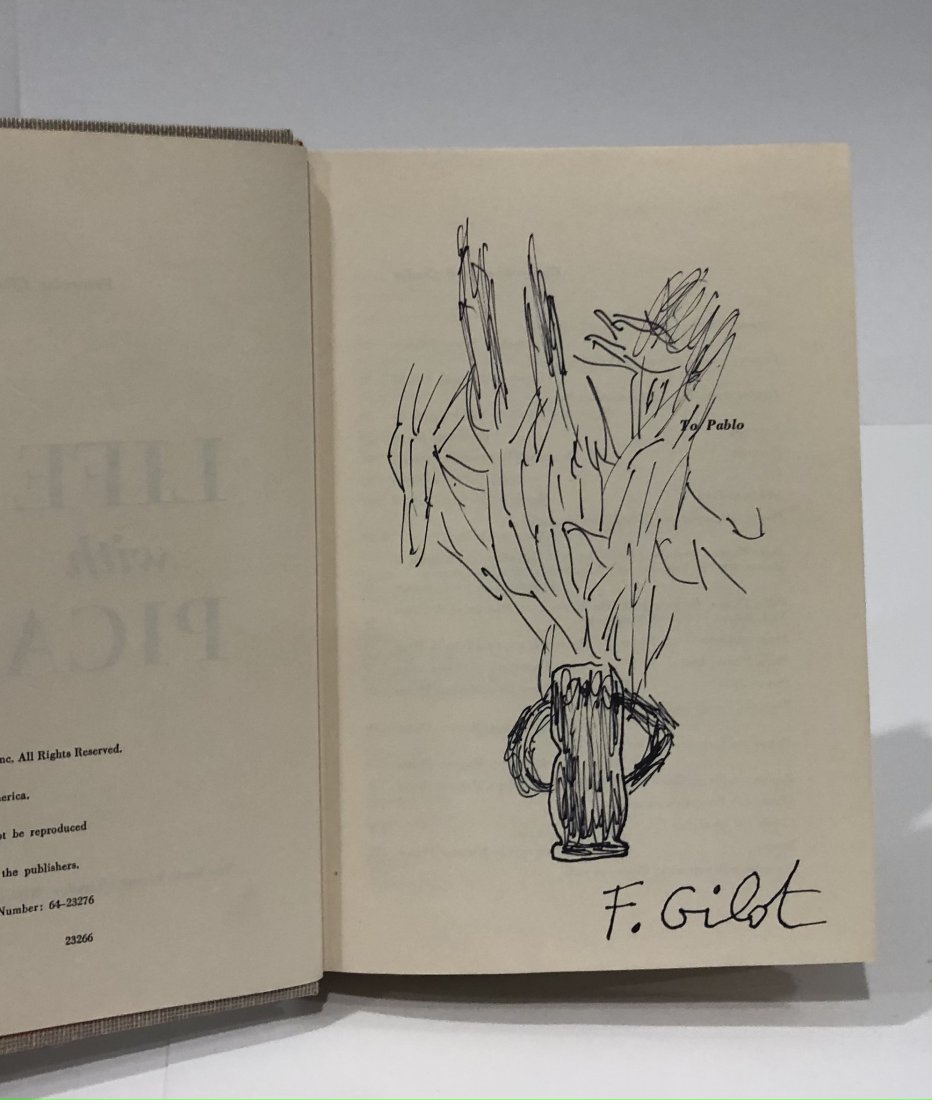 LIFE
with
PICA
nc. All Rights Reserved.
erica.
ot be reproduced
the publishers.
Number: 64-23276
23266
To Pablo
F. Gilot